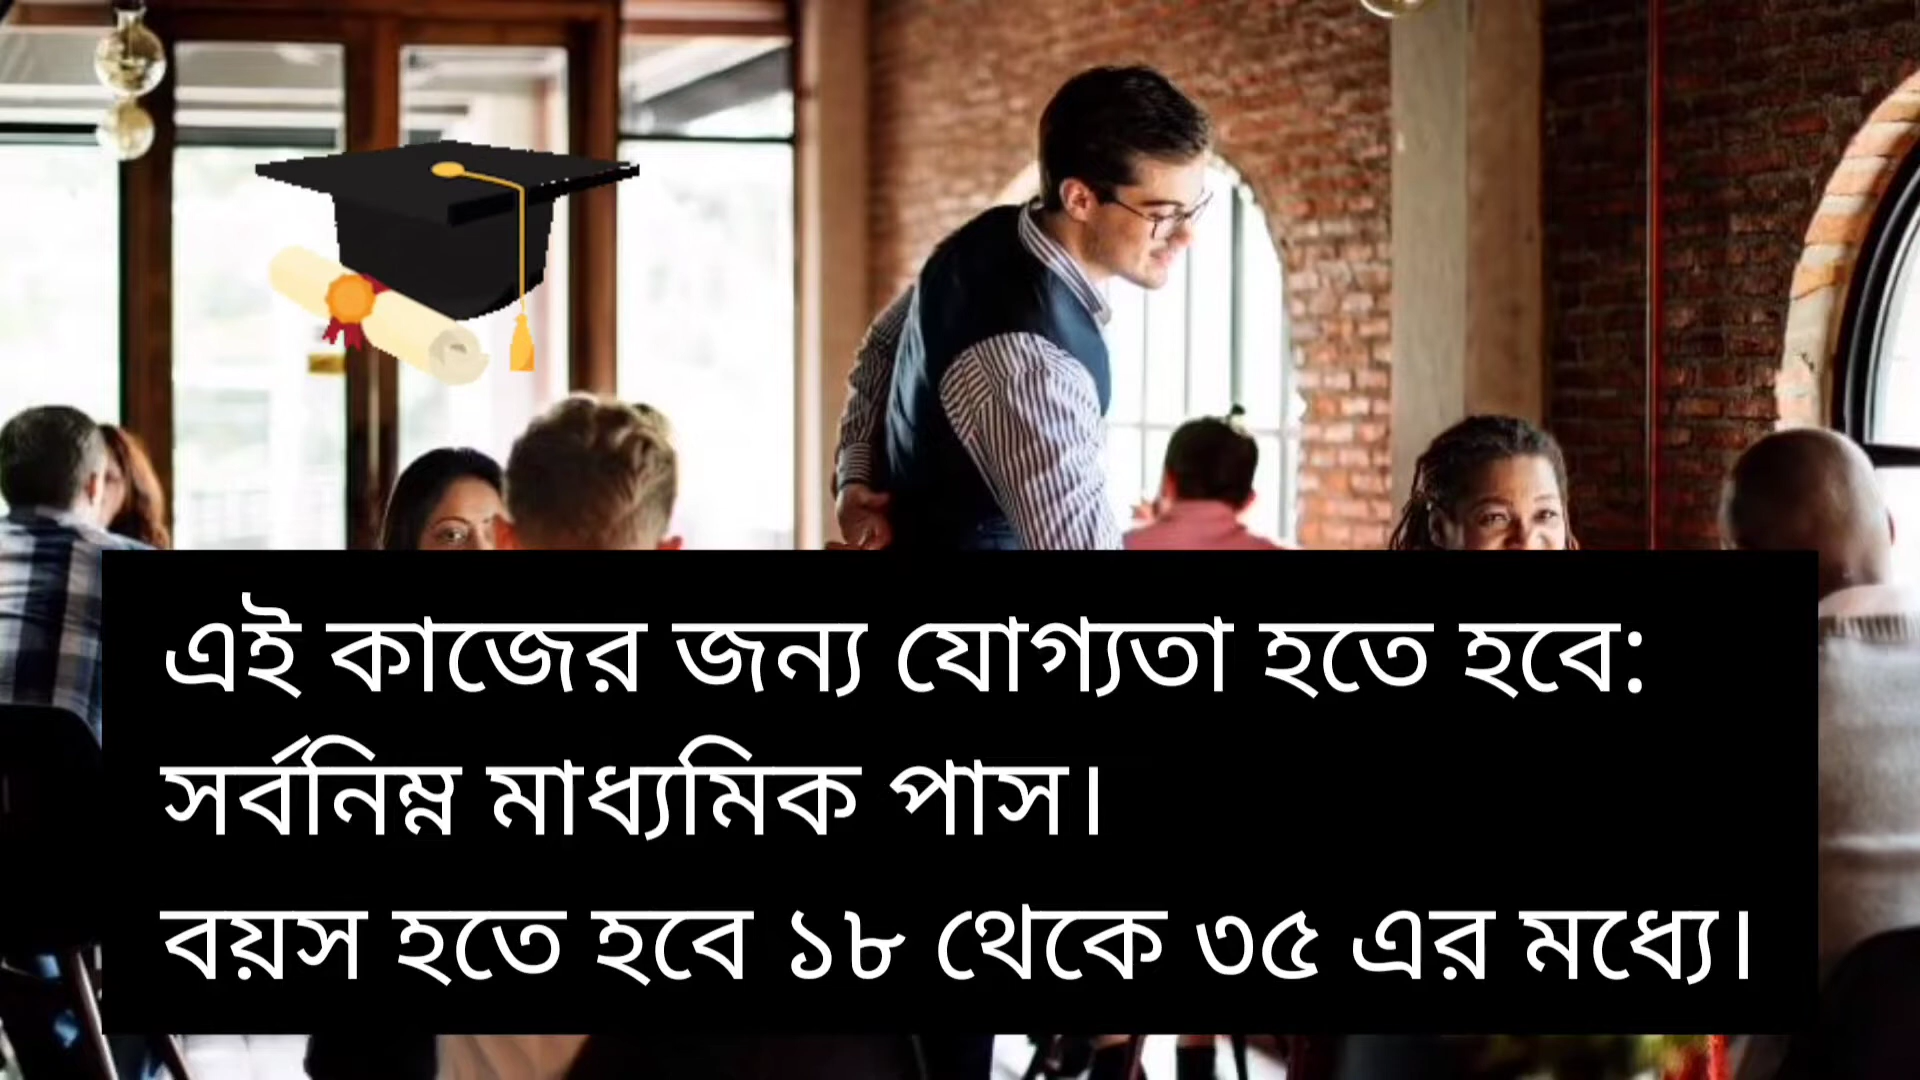 এই কাজের জন্য যোগ্যতা হতে হবে:
সর্বনিম্ন মাধ্যমিক পাস।
বয়স হতে হবে ১৮ থেকে ৩৫ এর মধ্যে।